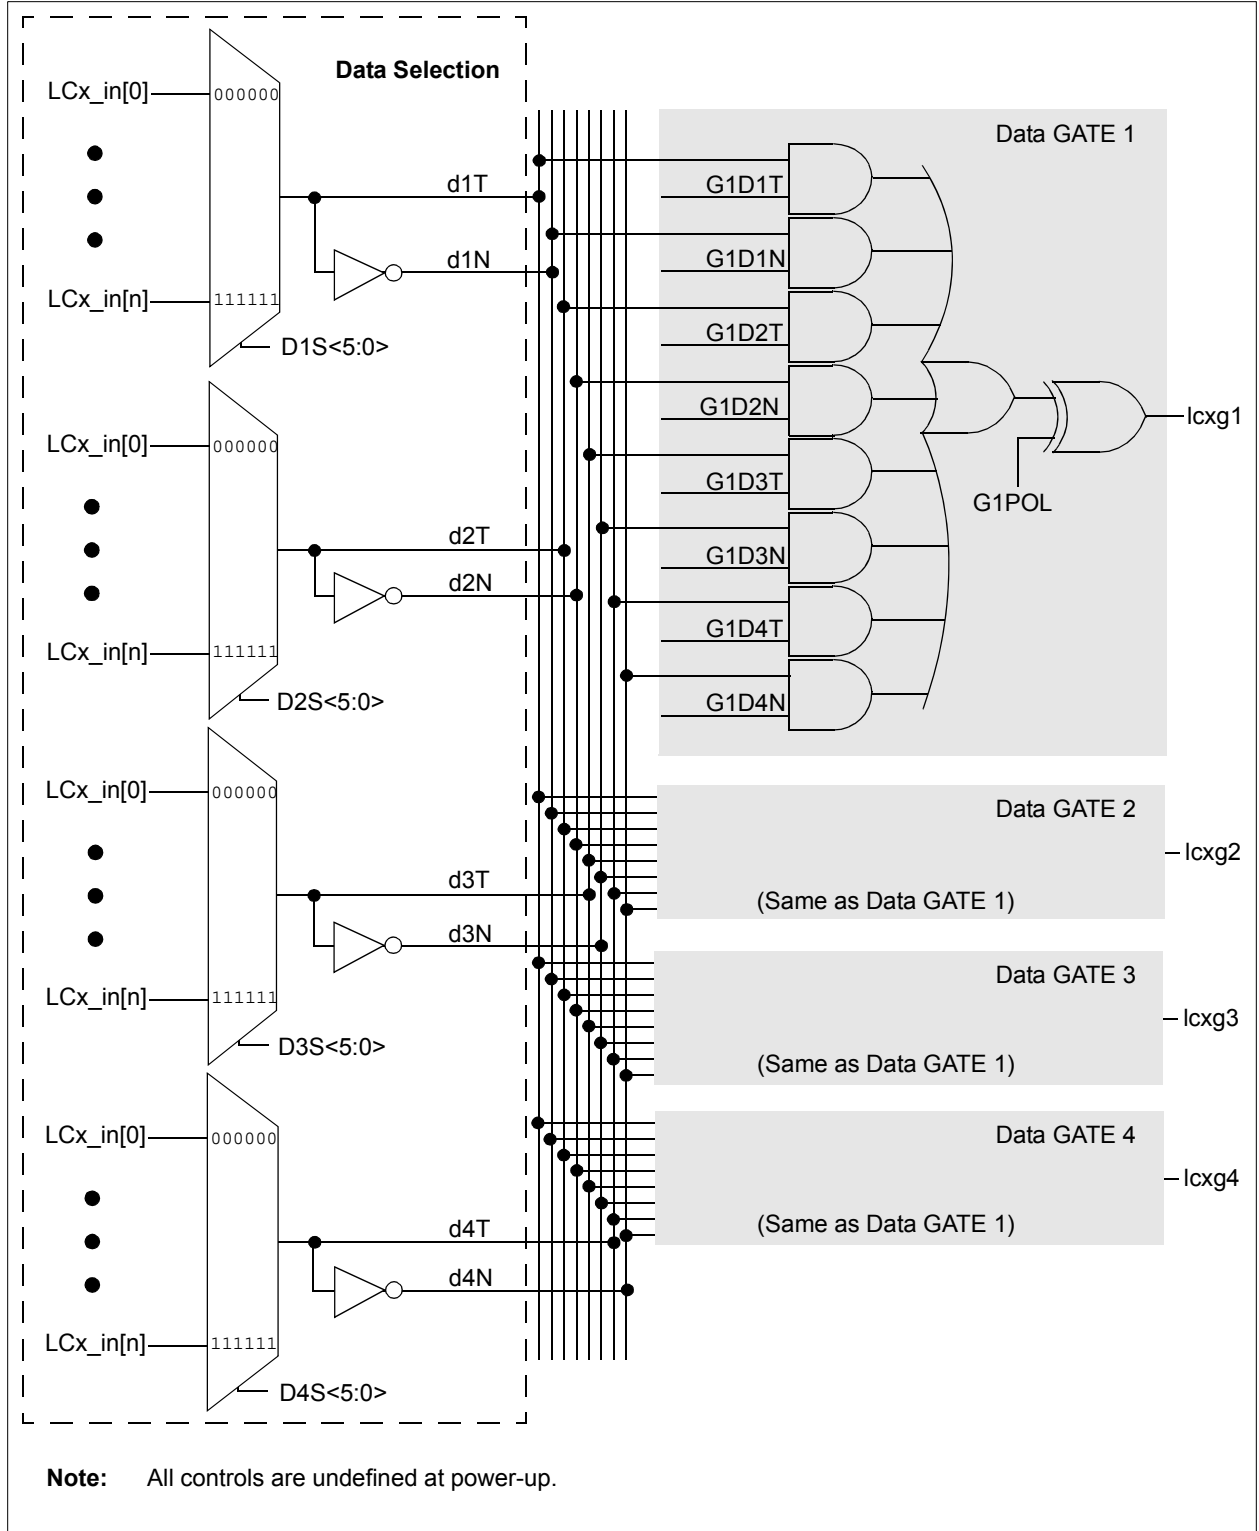 Data Selection
LCx_in[0]
000000
d1T
d1N
LCx_in[n]
111111
D1S<5:0>
LCx_in[0]
000000
d2T
d2N
LCx_in[n]
111111
D2S<5:0>
LCx_in[0]
000000
d3T
d3N
LCx_in[n]
111111
D3S<5:0>
LCx_in[0]
000000
d4T
d4N
LCx_in[n]
111111
D4S<5:0>
Data GATE 1
G1D1T
G1D1N
G1D2T
G1D2N
G1D3T
G1D3N
G1D4T
G1D4N
G1POL
lcxg1
Data GATE 2
(Same as Data GATE 1)
lcxg2
Data GATE 3
(Same as Data GATE 1)
lcxg3
Data GATE 4
(Same as Data GATE 1)
lcxg4
Note: All controls are undefined at power-up.